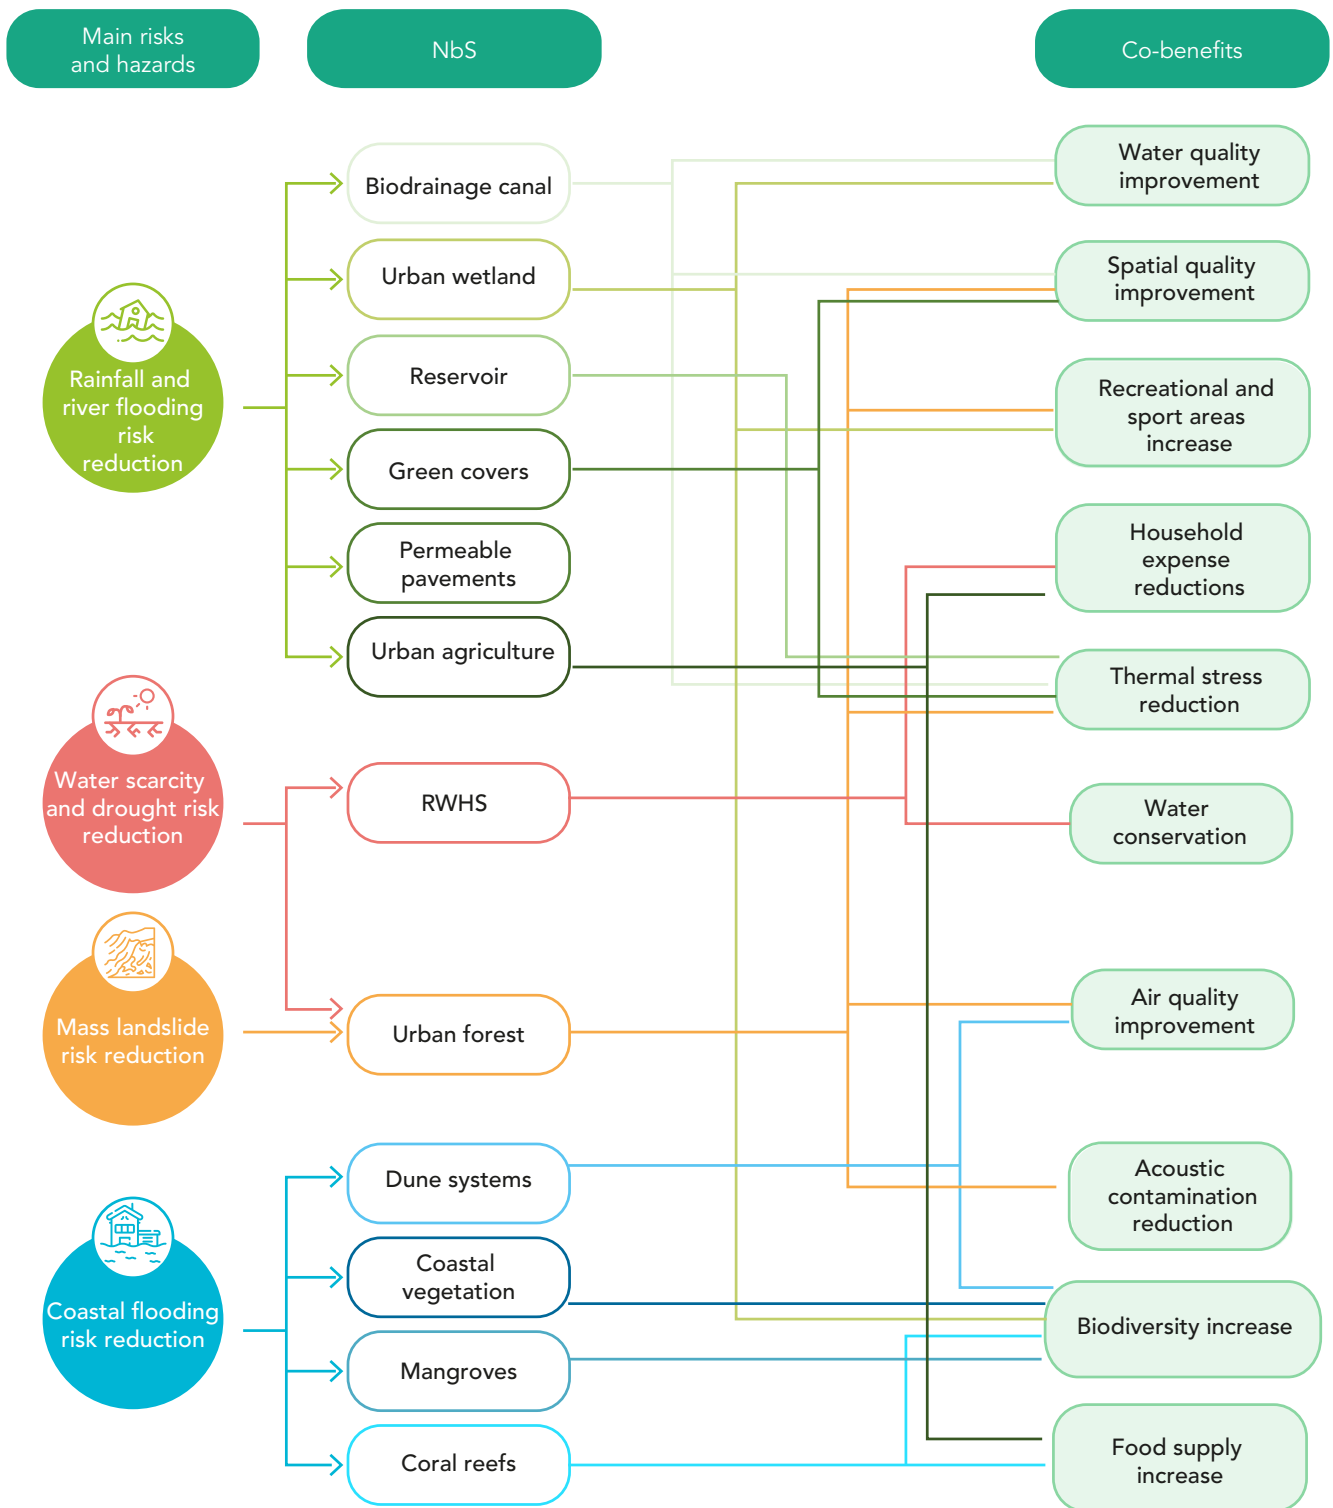 Main risks
and hazards
NbS
Co-benefits
Rainfall and
river flooding
risk
reduction
Water scarcity
and drought risk
reduction
Mass landslide
risk reduction
Coastal flooding
risk reduction
Biodrainage canal
Urban wetland
Reservoir
Green covers
Permeable
pavements
Urban agriculture
RWHS
Urban forest
Dune systems
Coastal
vegetation
Mangroves
Coral reefs
Water quality
improvement
Spatial quality
improvement
Recreational and
sport areas
increase
Household
expense
reductions
Thermal stress
reduction
Water
conservation
Air quality
improvement
Acoustic
contamination
reduction
Biodiversity increase
Food supply
increase